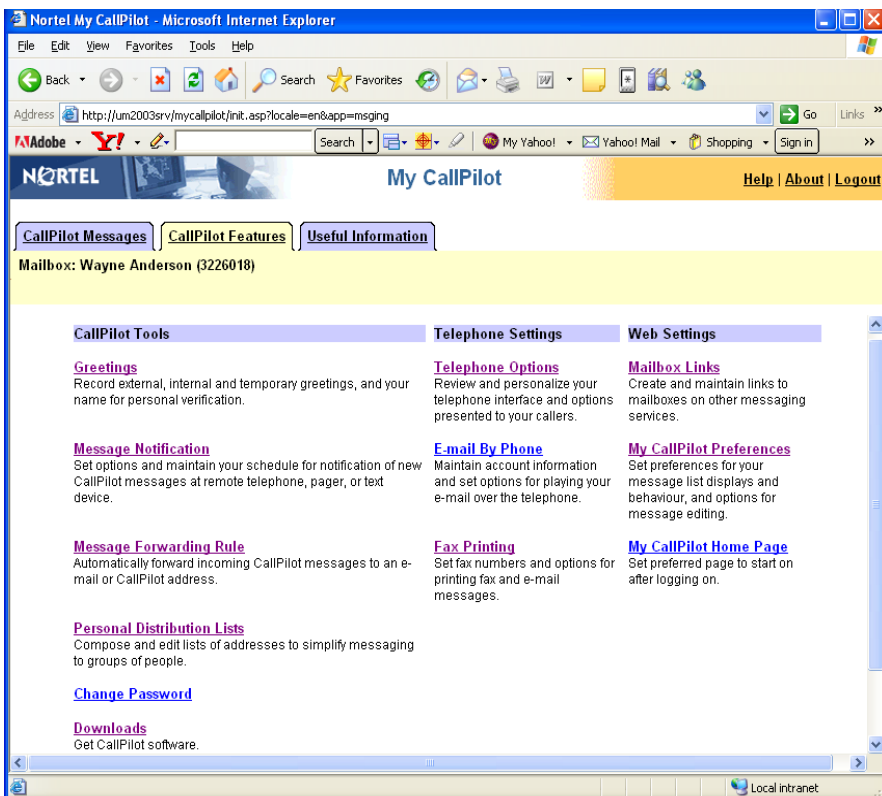 Nortel My CallPilot - Microsoft Internet Explorer
File Edit View Favorites Tools Help
Back Search Favorites
Address http://um2003srv/mycallpilot/init.asp?locale=en&app=msging Go Links »
Adobe Y! Search My Yahoo! Yahoo! Mail Shopping Sign in »
NORTEL My CallPilot Help | About | Logout
CallPilot Messages CallPilot Features Useful Information
Mailbox: Wayne Anderson (3226018)
CallPilot Tools
Greetings
Record external, internal and temporary greetings, and your
name for personal verification.
Message Notification
Set options and maintain your schedule for notification of new
CallPilot messages at remote telephone, pager, or text
device.
Message Forwarding Rule
Automatically forward incoming CallPilot messages to an e-
mail or CallPilot address.
Personal Distribution Lists
Compose and edit lists of addresses to simplify messaging
to groups of people.
Change Password
Downloads
Get CallPilot software.
Telephone Settings
Telephone Options
Review and personalize your
telephone interface and options
presented to your callers.
E-mail By Phone
Maintain account information
and set options for playing your
e-mail over the telephone.
Fax Printing
Set fax numbers and options for
printing fax and e-mail
messages.
Web Settings
Mailbox Links
Create and maintain links to
mailboxes on other messaging
services.
My CallPilot Preferences
Set preferences for your
message list displays and
behaviour, and options for
message editing.
My CallPilot Home Page
Set preferred page to start on
after logging on.
Local intranet